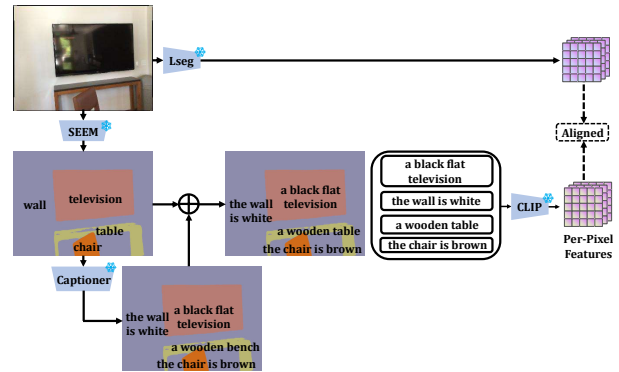 Lseg
SEEM
Aligned
wall
television
table
chair
the wall
is white
a black flat
television
a wooden table
the chair is brown
a black flat
television
the wall is white
a wooden table
the chair is brown
CLIP
Per-Pixel
Features
Captioner
the wall
is white
a black flat
television
a wooden bench
the chair is brown